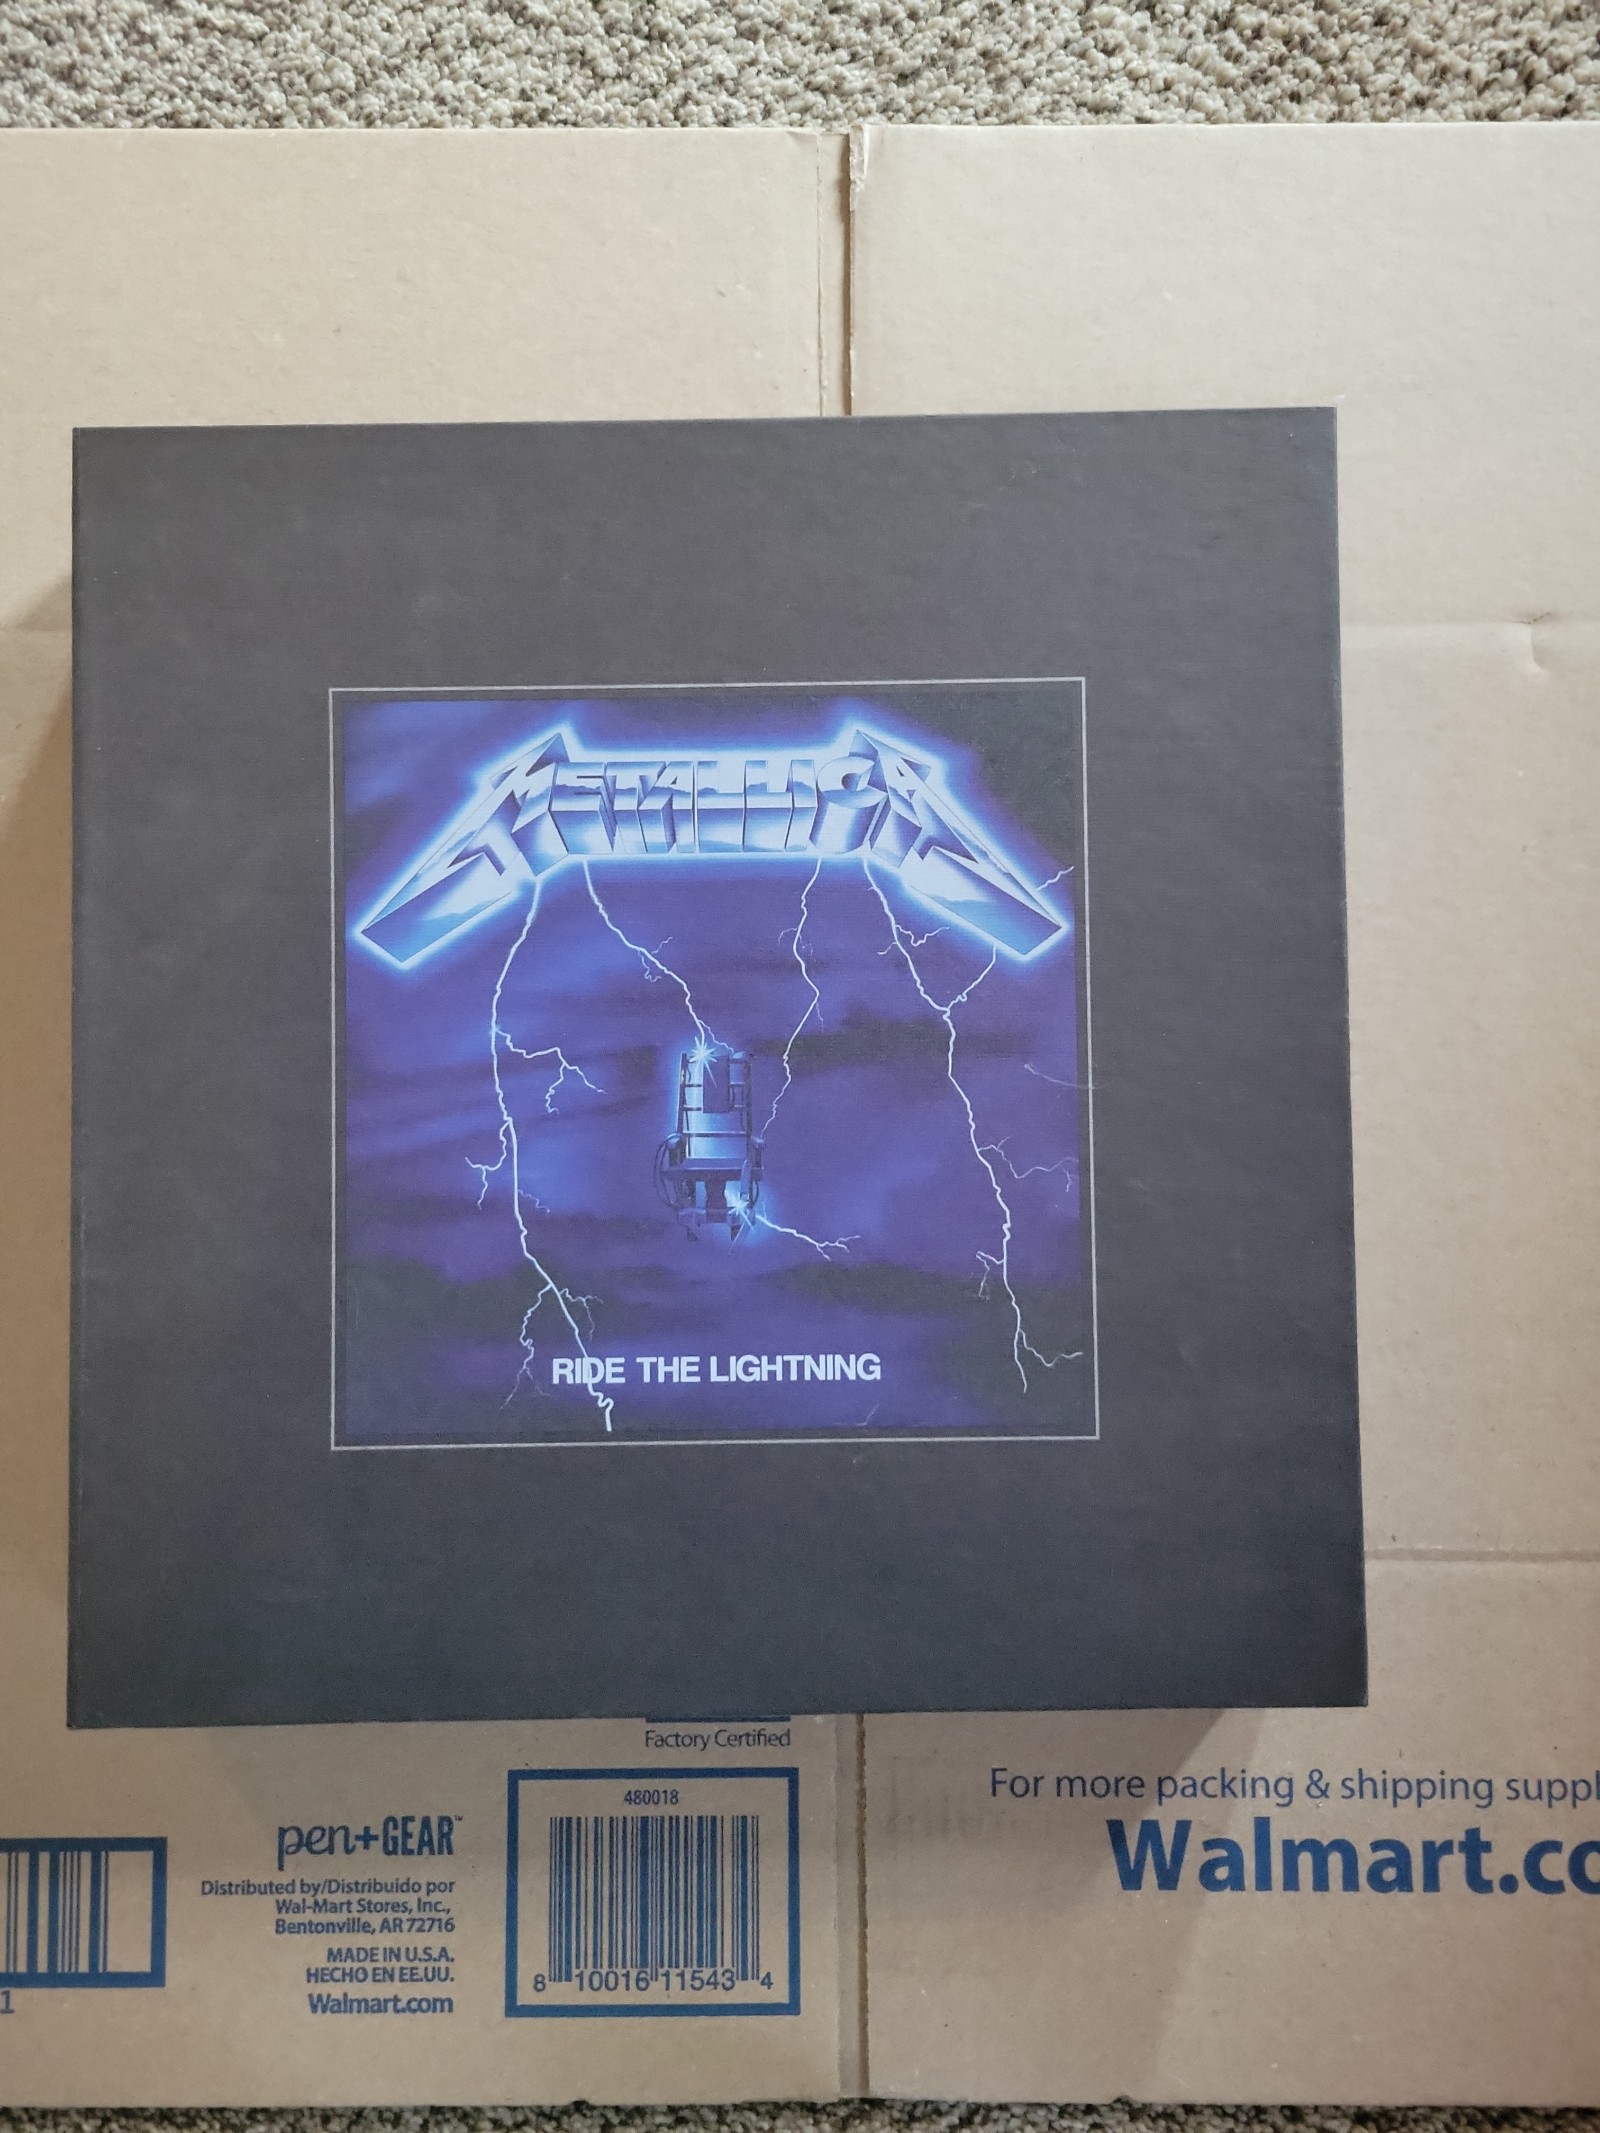 METALLICA
RIDE THE LIGHTNING
Factory Certified
480018
8 10016 11543 4
pen+GEAR™
Distributed by/Distribuido por
Wal-Mart Stores, Inc.,
Bentonville, AR 72716
MADE IN U.S.A.
HECHO EN EE.UU.
Walmart.com
1
For more packing & shipping suppl
Walmart.co